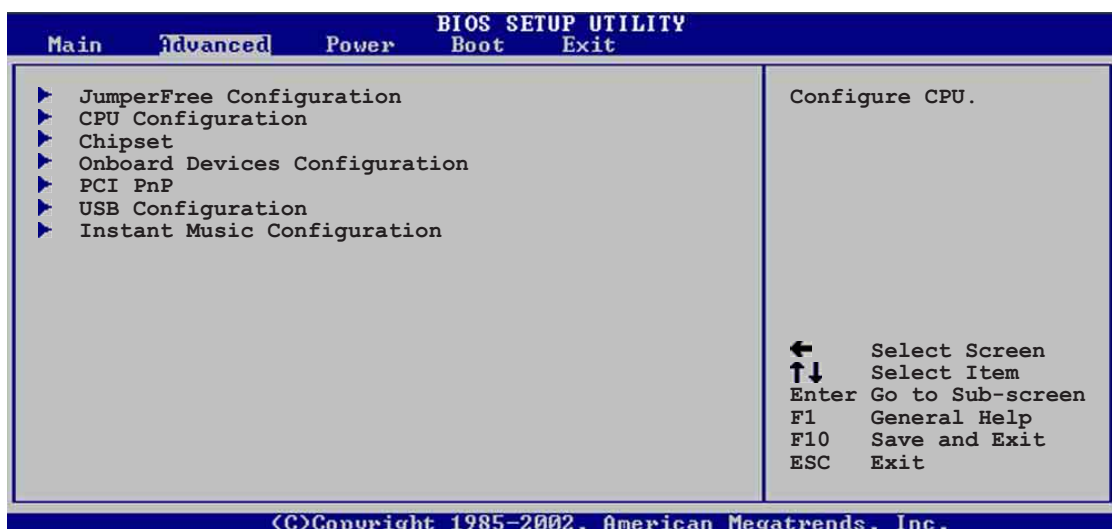 BIOS SETUP UTILITY
Main Advanced Power Boot Exit
JumperFree Configuration
CPU Configuration
Chipset
Onboard Devices Configuration
PCI PnP
USB Configuration
Instant Music Configuration
Configure CPU.
← Select Screen
↑↓ Select Item
Enter Go to Sub-screen
F1 General Help
F10 Save and Exit
ESC Exit
(C)Copyright 1985-2002, American Megatrends, Inc.